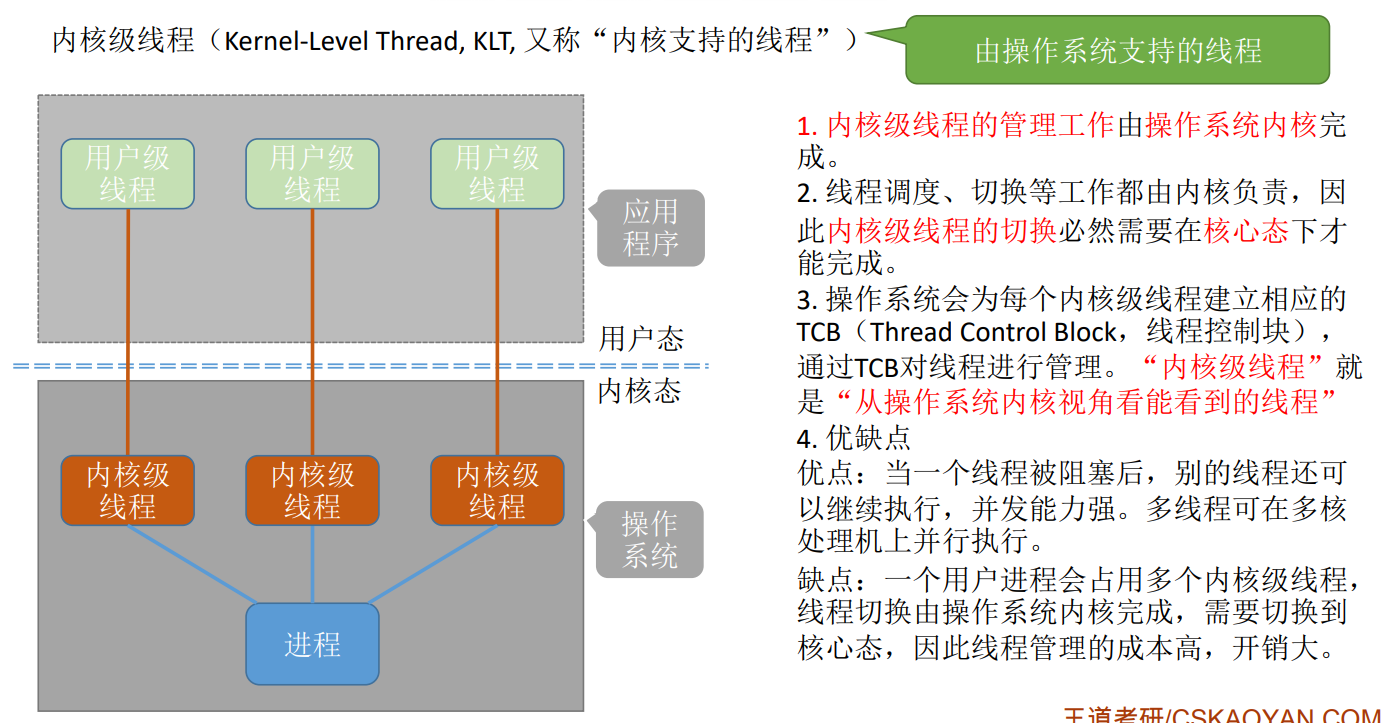 内核级线程（Kernel-Level Thread, KLT, 又称“内核支持的线程”）
由操作系统支持的线程
用户级
线程
用户级
线程
用户级
线程
应用
程序
用户态
内核态
内核级
线程
内核级
线程
内核级
线程
操作
系统
进程
1. 内核级线程的管理工作由操作系统内核完
成。
2. 线程调度、切换等工作都由内核负责，因
此内核级线程的切换必然需要在核心态下才
能完成。
3. 操作系统会为每个内核级线程建立相应的
TCB（Thread Control Block，线程控制块），
通过TCB对线程进行管理。“内核级线程”就
是“从操作系统内核视角看能看到的线程”
4. 优缺点
优点：当一个线程被阻塞后，别的线程还可
以继续执行，并发能力强。多线程可在多核
处理机上并行执行。
缺点：一个用户进程会占用多个内核级线程，
线程切换由操作系统内核完成，需要切换到
核心态，因此线程管理的成本高，开销大。
王道考研/CSKAOYAN.COM